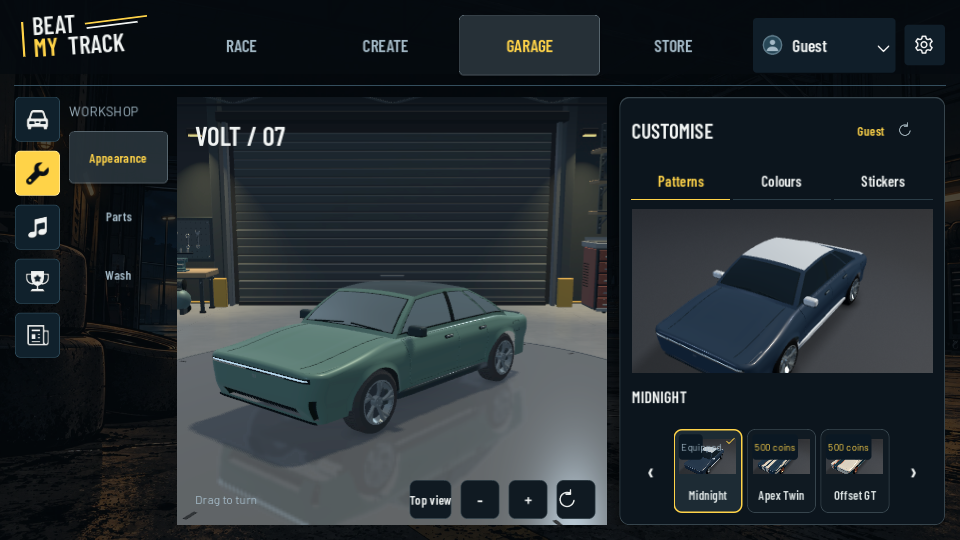 BEAT
MY TRACK
RACE
CREATE
GARAGE
STORE
Guest
WORKSHOP
Appearance
Parts
Wash
VOLT / 07
Drag to turn
Top view
-
+
CUSTOMISE
Guest
Patterns
Colours
Stickers
MIDNIGHT
‹
Equipped
Midnight
500 coins
Apex Twin
500 coins
Offset GT
›